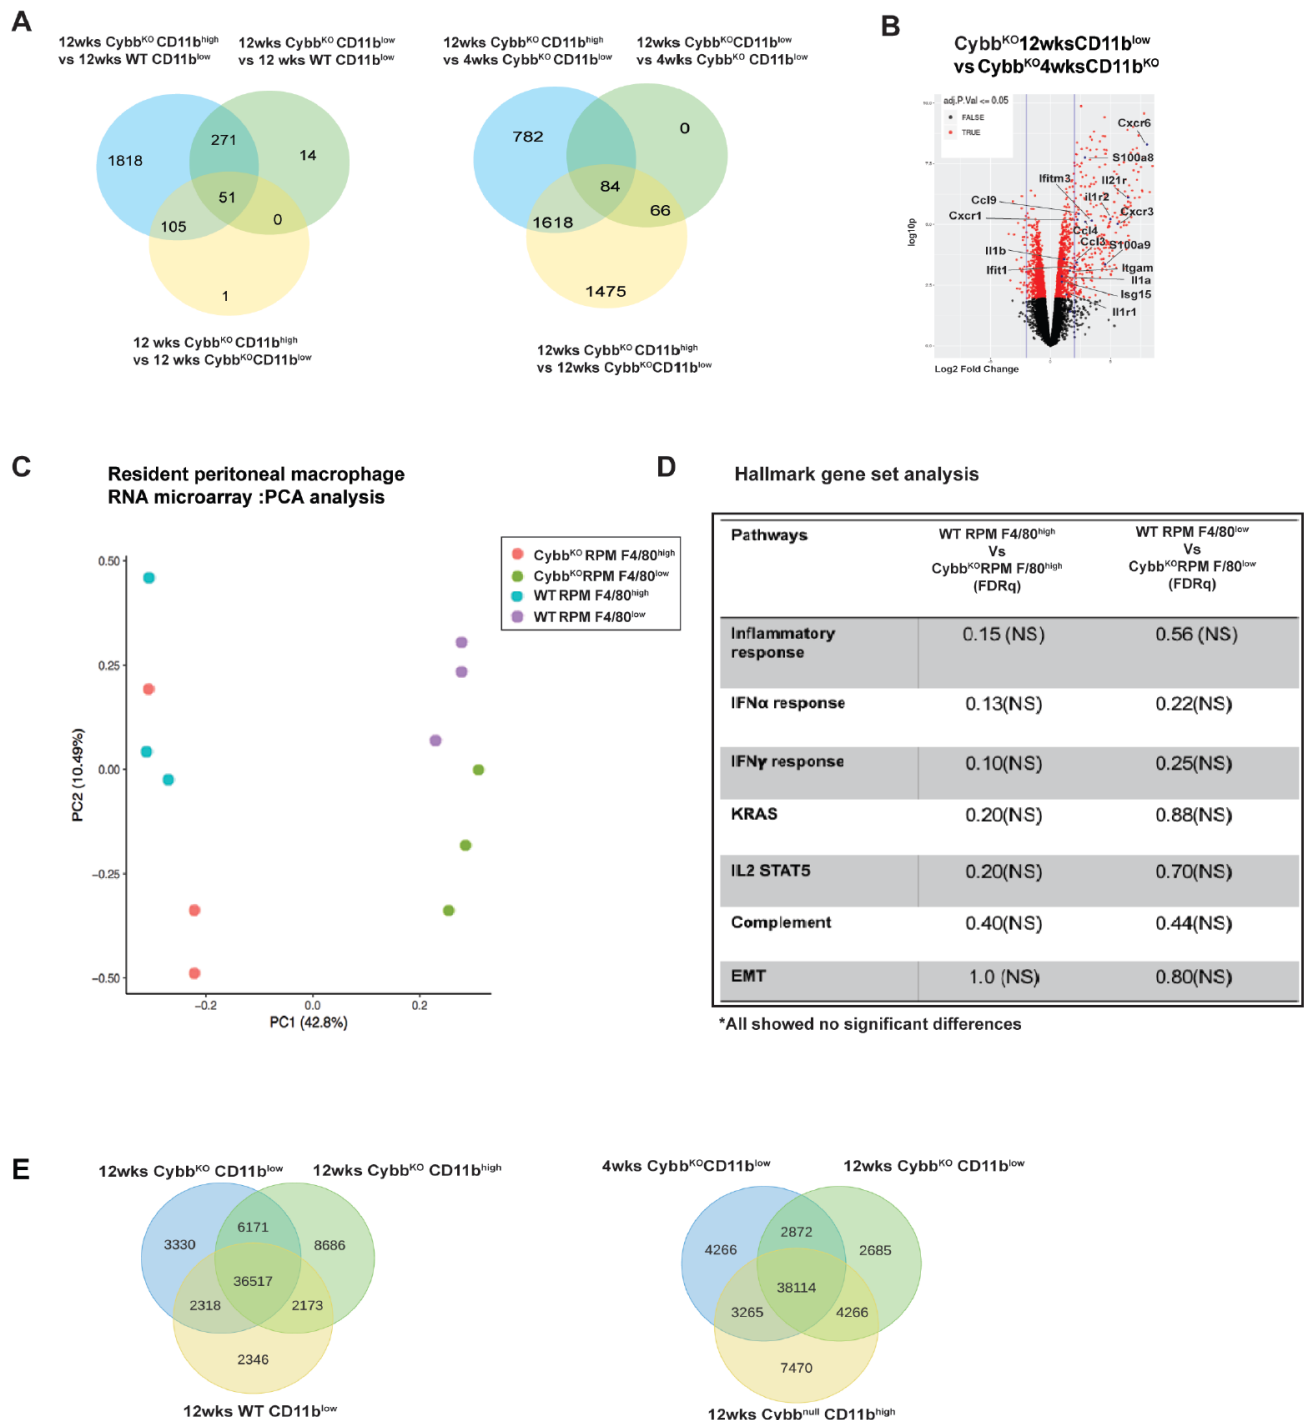 A
12wks Cybb^KO CD11b^high
vs 12wks WT CD11b^low
12wks Cybb^KO CD11b^low
vs 12 wks WT CD11b^low
1818
271
14
51
105
0
1
12 wks Cybb^KO CD11b^high
vs 12 wks Cybb^KO CD11b^low
12wks Cybb^KO CD11b^high
vs 4wks Cybb^KO CD11b^low
12wks Cybb^KO CD11b^low
vs 4wks Cybb^KO CD11b^low
782
0
84
1618
66
1475
12wks Cybb^KO CD11b^high
vs 12wks Cybb^KO CD11b^low
B
Cybb^KO 12wksCD11b^low
vs Cybb^KO 4wksCD11b^KO
adj.P.Val <= 0.05
FALSE
TRUE
10.0
7.5
5.0
2.5
0.0
log10p
Cxcr6
S100a8
Ifitm3
Il21r
il1r2
Ccl9
Cxcr1
Cxcr3
Ccl4
Ccl3
S100a9
Il1b
Ifit1
Itgam
Il1a
Isg15
Il1r1
-5
0
5
Log2 Fold Change
C
Resident peritoneal macrophage
RNA microarray :PCA analysis
Cybb^KO RPM F4/80^high
Cybb^KO RPM F4/80^low
WT RPM F4/80^high
WT RPM F4/80^low
0.50
0.25
0.00
−0.25
−0.50
PC2 (10.49%)
−0.2
0.0
0.2
PC1 (42.8%)
D
Hallmark gene set analysis
Pathways
WT RPM F4/80^high
Vs
Cybb^KO RPM F/80^high
(FDRq)
WT RPM F4/80^low
Vs
Cybb^KO RPM F/80^low
(FDRq)
Inflammatory
response
0.15 (NS)
0.56 (NS)
IFNα response
0.13(NS)
0.22(NS)
IFNγ response
0.10(NS)
0.25(NS)
KRAS
0.20(NS)
0.88(NS)
IL2 STAT5
0.20(NS)
0.70(NS)
Complement
0.40(NS)
0.44(NS)
EMT
1.0 (NS)
0.80(NS)
*All showed no significant differences
E
12wks Cybb^KO CD11b^low
12wks Cybb^KO CD11b^high
3330
6171
8686
36517
2318
2173
2346
12wks WT CD11b^low
4wks Cybb^KO CD11b^low
12wks Cybb^KO CD11b^low
4266
2872
2685
38114
3265
4266
7470
12wks Cybb^null CD11b^high